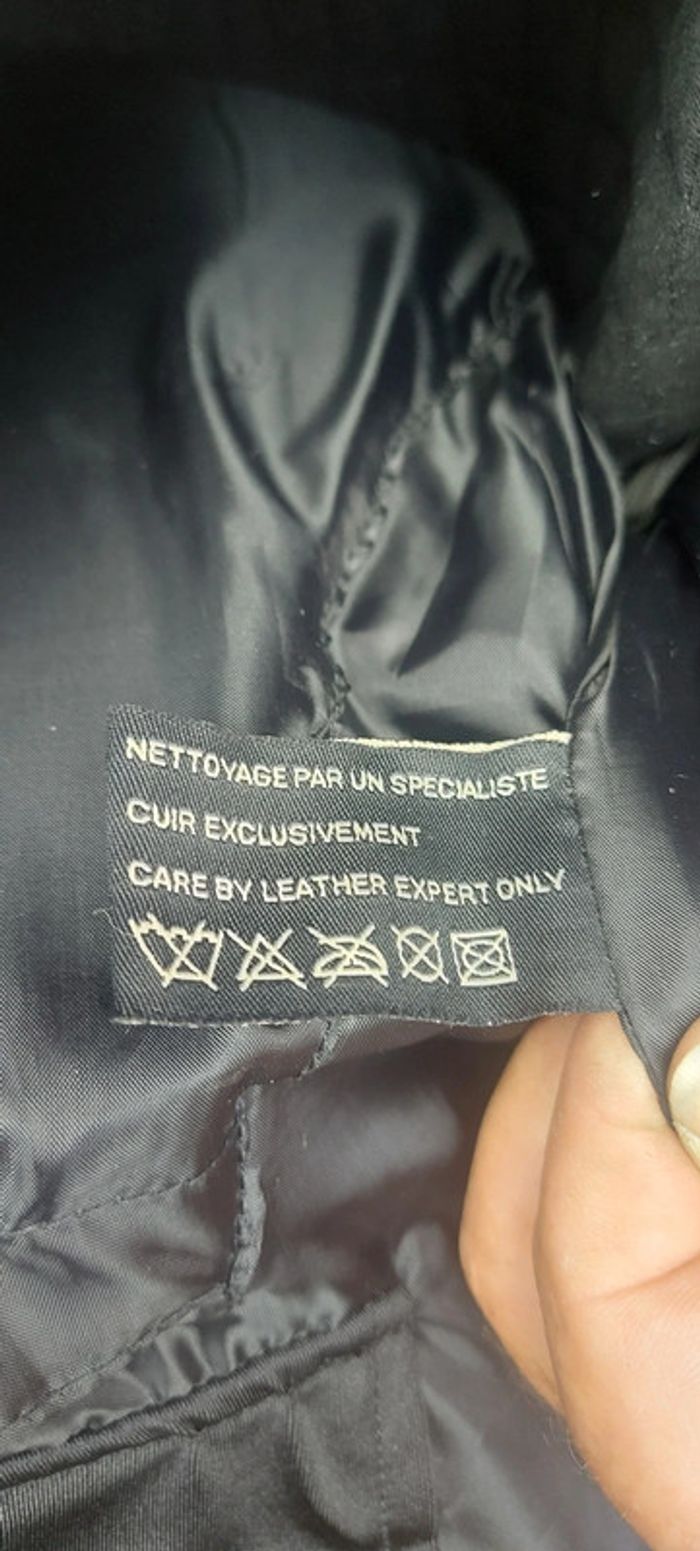 NETTOYAGE PAR UN SPECIALISTE
CUIR EXCLUSIVEMENT
CARE BY LEATHER EXPERT ONLY